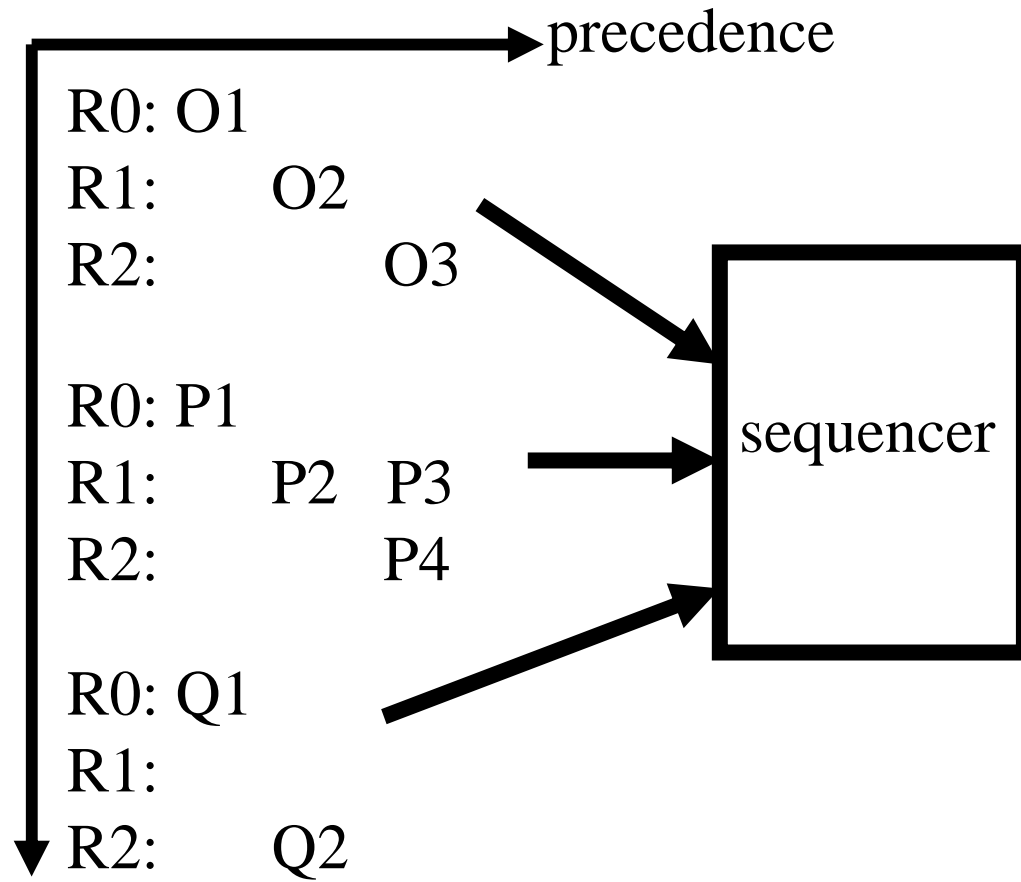 precedence
R0: O1
R1: O2
R2: O3
R0: P1
R1: P2 P3
R2: P4
sequencer
R0: Q1
R1:
R2: Q2